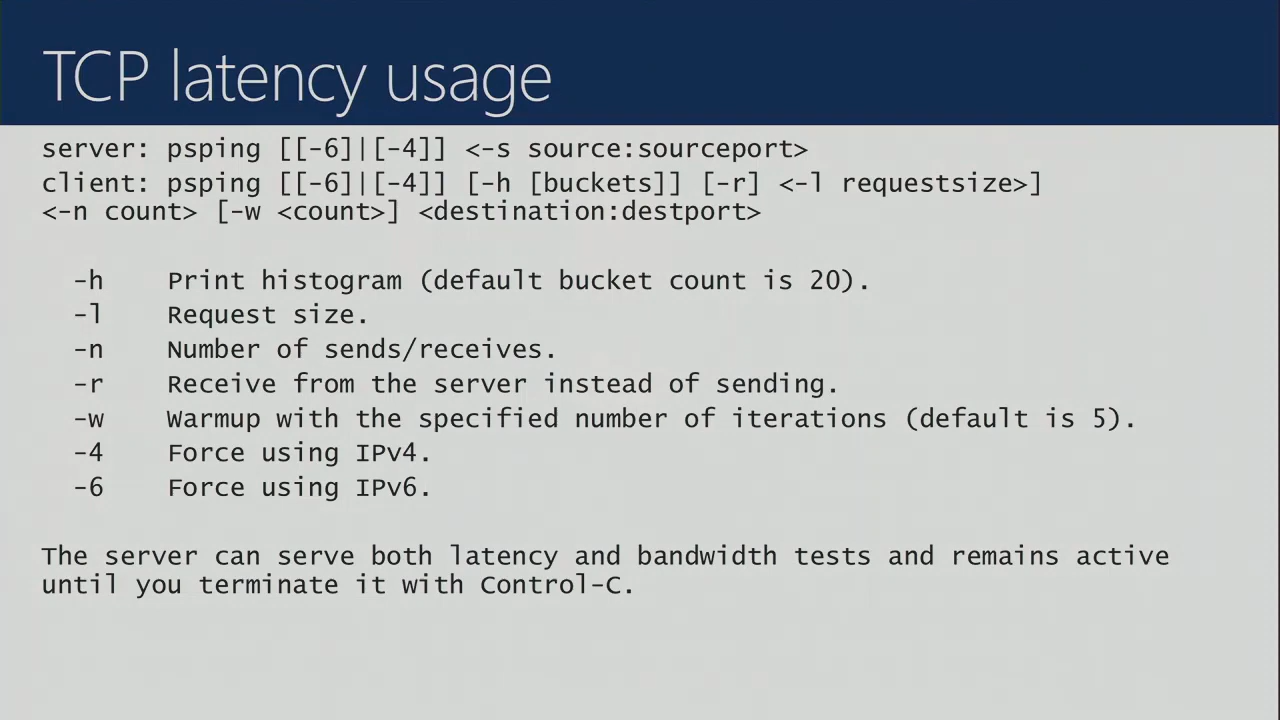 TCP latency usage
server: psping [[-6]|[-4]] <-s source:sourceport>
client: psping [[-6]|[-4]] [-h [buckets]] [-r] <-l requestsize>]
<-n count> [-w <count>] <destination:destport>
-h Print histogram (default bucket count is 20).
-l Request size.
-n Number of sends/receives.
-r Receive from the server instead of sending.
-w Warmup with the specified number of iterations (default is 5).
-4 Force using IPv4.
-6 Force using IPv6.
The server can serve both latency and bandwidth tests and remains active
until you terminate it with Control-C.